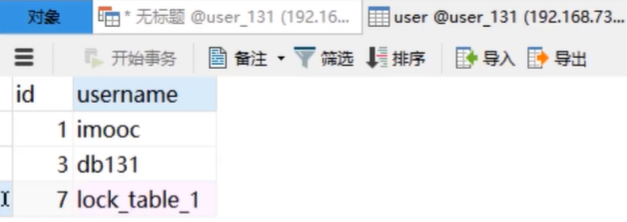 对象 * 无标题 @user_131 (192.16... user @user_131 (192.168.73...
开始事务 备注 筛选 排序 导入 导出
id username
1 imooc
3 db131
7 lock_table_1